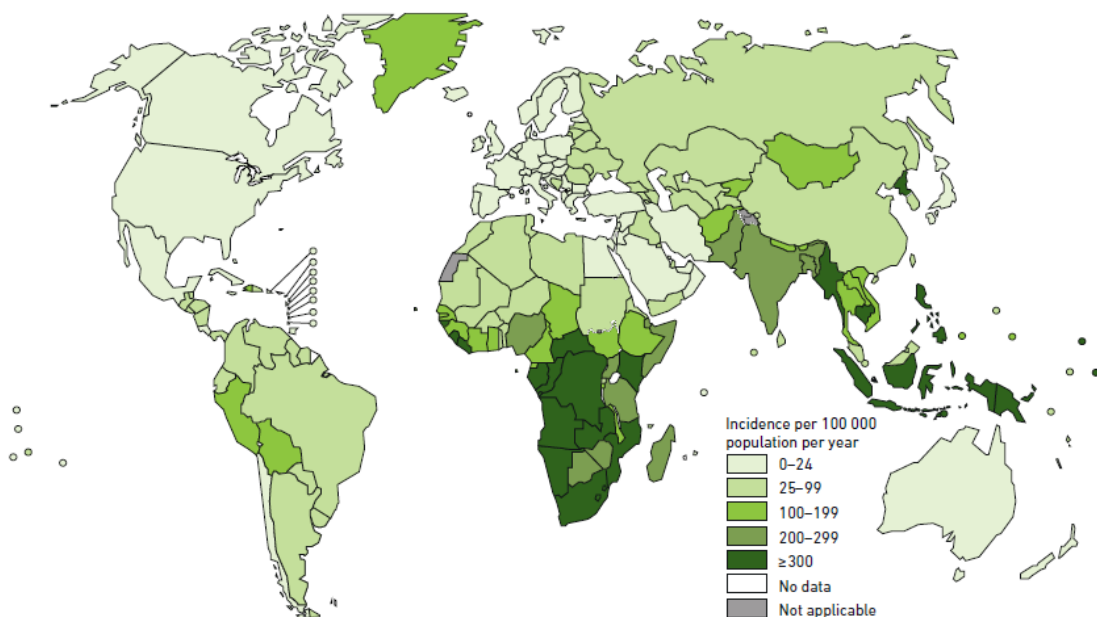 Incidence per 100 000
population per year
0–24
25–99
100–199
200–299
≥300
No data
Not applicable